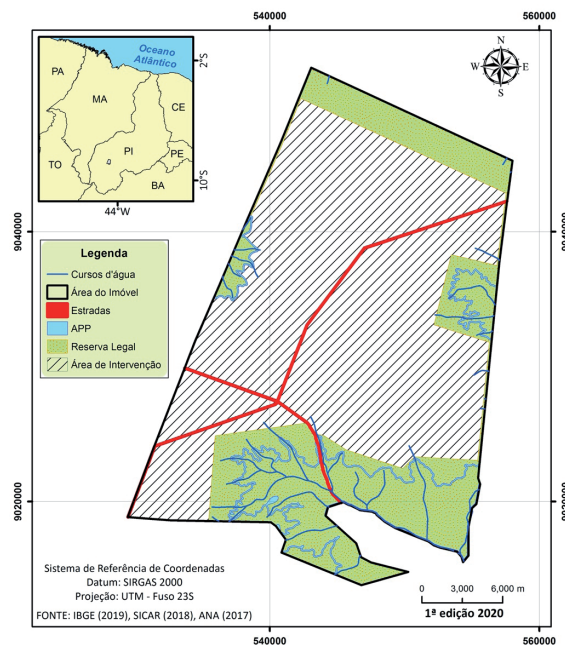 540000
560000
Oceano
Atlântico
2°S
PA
MA
CE
PI
PE
TO
BA
10°S
44°W
N
W
E
S
9040000
9040000
Legenda
Cursos d'água
Área do Imóvel
Estradas
APP
Reserva Legal
Área de Intervenção
9020000
9020000
Sistema de Referência de Coordenadas
Datum: SIRGAS 2000
Projeção: UTM - Fuso 23S
FONTE: IBGE (2019), SICAR (2018), ANA (2017)
0 3,000 6,000 m
1ª edição 2020
540000
560000